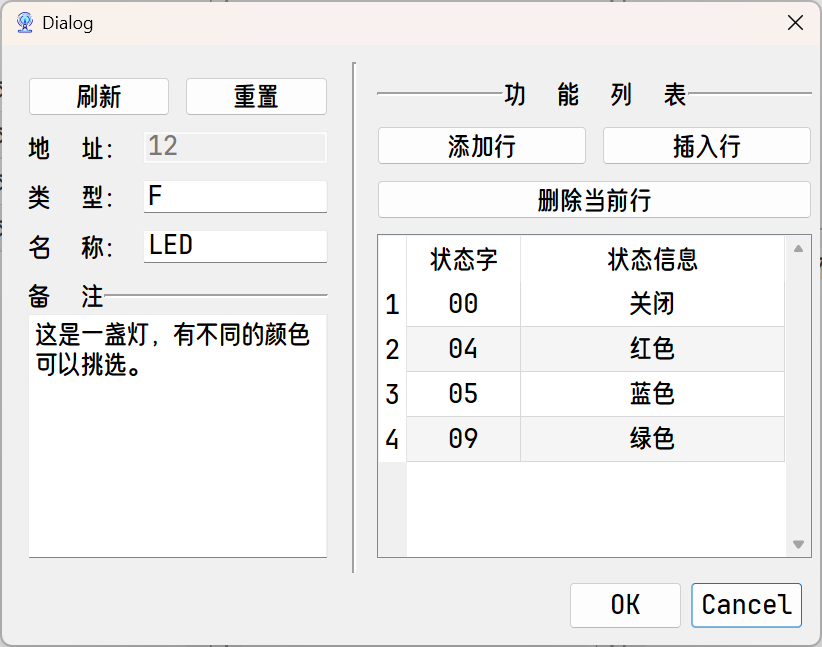 Dialog
刷新 重置
地 址： 12
类 型： F
名 称： LED
备 注
这是一盏灯，有不同的颜色
可以挑选。
功 能 列 表
添加行 插入行
删除当前行
状态字 状态信息
1 00 关闭
2 04 红色
3 05 蓝色
4 09 绿色
OK Cancel